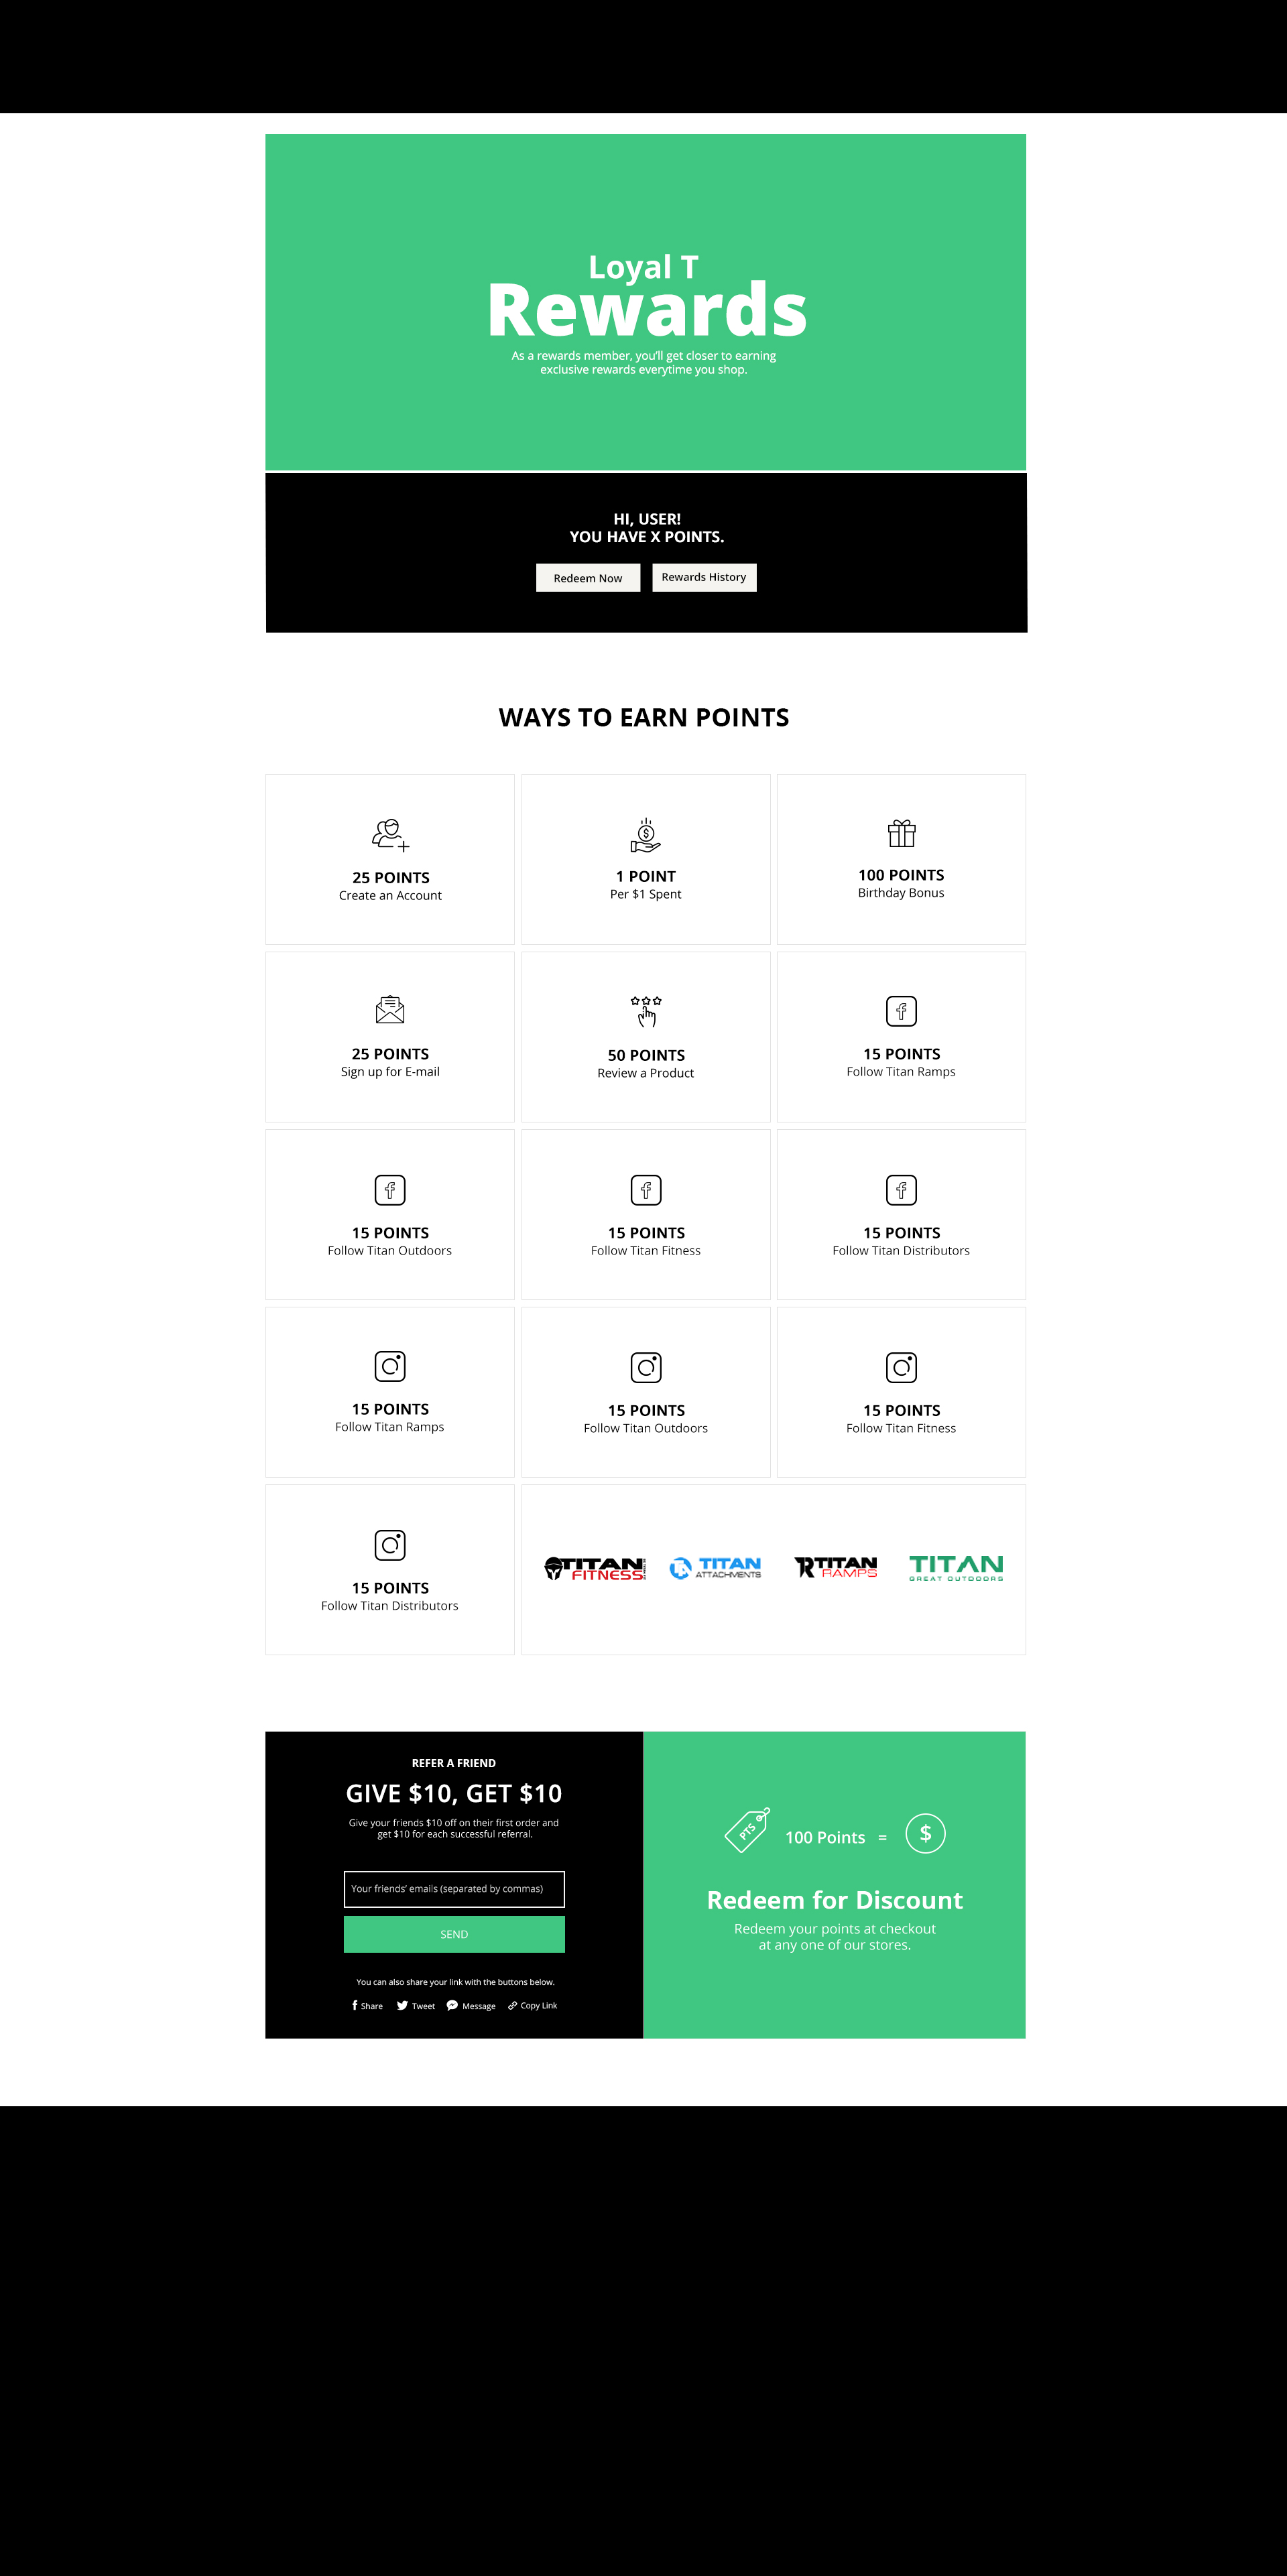 Loyal T
Rewards
As a rewards member, you'll get closer to earning
exclusive rewards everytime you shop.
HI, USER!
YOU HAVE X POINTS.
Redeem Now
Rewards History
WAYS TO EARN POINTS
25 POINTS
Create an Account
1 POINT
Per $1 Spent
100 POINTS
Birthday Bonus
25 POINTS
Sign up for E-mail
50 POINTS
Review a Product
15 POINTS
Follow Titan Ramps
15 POINTS
Follow Titan Outdoors
15 POINTS
Follow Titan Fitness
15 POINTS
Follow Titan Distributors
15 POINTS
Follow Titan Ramps
15 POINTS
Follow Titan Outdoors
15 POINTS
Follow Titan Fitness
15 POINTS
Follow Titan Distributors
TITAN
FITNESS
TITAN
ATTACHMENTS
TITAN
RAMPS
TITAN
GREAT OUTDOORS
REFER A FRIEND
GIVE $10, GET $10
Give your friends $10 off on their first order and
get $10 for each successful referral.
Your friends' emails (separated by commas)
SEND
You can also share your link with the buttons below.
Share
Tweet
Message
Copy Link
PTS
100 Points = $
Redeem for Discount
Redeem your points at checkout
at any one of our stores.